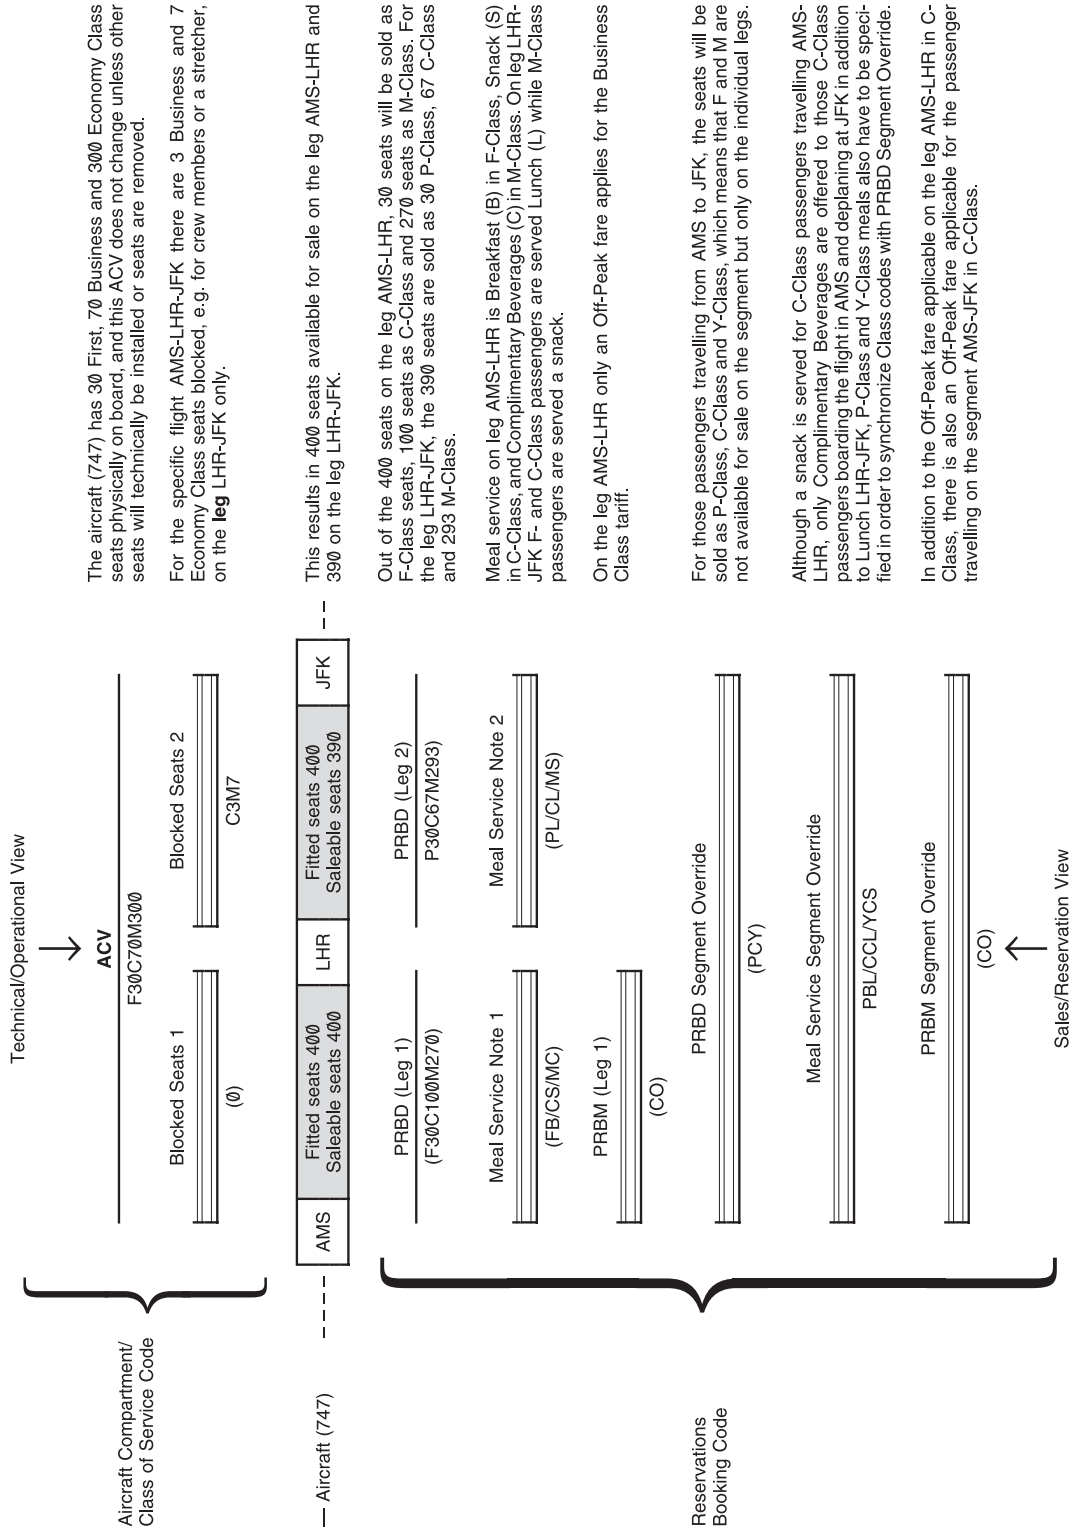 Technical/Operational View
Aircraft Compartment/
Class of Service Code
ACV
F30C70M300
The aircraft (747) has 30 First, 70 Business and 300 Economy Class
seats physically on board, and this ACV does not change unless other
seats will technically be installed or seats are removed.
Blocked Seats 1
(0)
Blocked Seats 2
C3M7
For the specific flight AMS-LHR-JFK there are 3 Business and 7
Economy Class seats blocked, e.g. for crew members or a stretcher,
on the leg LHR-JFK only.
Aircraft (747)
AMS
Fitted seats 400
Saleable seats 400
LHR
Fitted seats 400
Saleable seats 390
JFK
This results in 400 seats available for sale on the leg AMS-LHR and
390 on the leg LHR-JFK.
Reservations
Booking Code
PRBD (Leg 1)
(F30C100M270)
PRBD (Leg 2)
P30C67M293)
Out of the 400 seats on the leg AMS-LHR, 30 seats will be sold as
F-Class seats, 100 seats as C-Class and 270 seats as M-Class. For
the leg LHR-JFK, the 390 seats are sold as 30 P-Class, 67 C-Class
and 293 M-Class.
Meal Service Note 1
(FB/CS/MC)
Meal Service Note 2
(PL/CL/MS)
Meal service on leg AMS-LHR is Breakfast (B) in F-Class, Snack (S)
in C-Class, and Complimentary Beverages (C) in M-Class. On leg LHR-
JFK F- and C-Class passengers are served Lunch (L) while M-Class
passengers are served a snack.
PRBM (Leg 1)
(CO)
On the leg AMS-LHR only an Off-Peak fare applies for the Business
Class tariff.
PRBD Segment Override
(PCY)
For those passengers travelling from AMS to JFK, the seats will be
sold as P-Class, C-Class and Y-Class, which means that F and M are
not available for sale on the segment but only on the individual legs.
Meal Service Segment Override
PBL/CCL/YCS
Although a snack is served for C-Class passengers travelling AMS-
LHR, only Complimentary Beverages are offered to those C-Class
passengers boarding the flight in AMS and deplaning at JFK in addition
to Lunch LHR-JFK, P-Class and Y-Class meals also have to be speci-
fied in order to synchronize Class codes with PRBD Segment Override.
PRBM Segment Override
(CO)
In addition to the Off-Peak fare applicable on the leg AMS-LHR in C-
Class, there is also an Off-Peak fare applicable for the passenger
travelling on the segment AMS-JFK in C-Class.
Sales/Reservation View